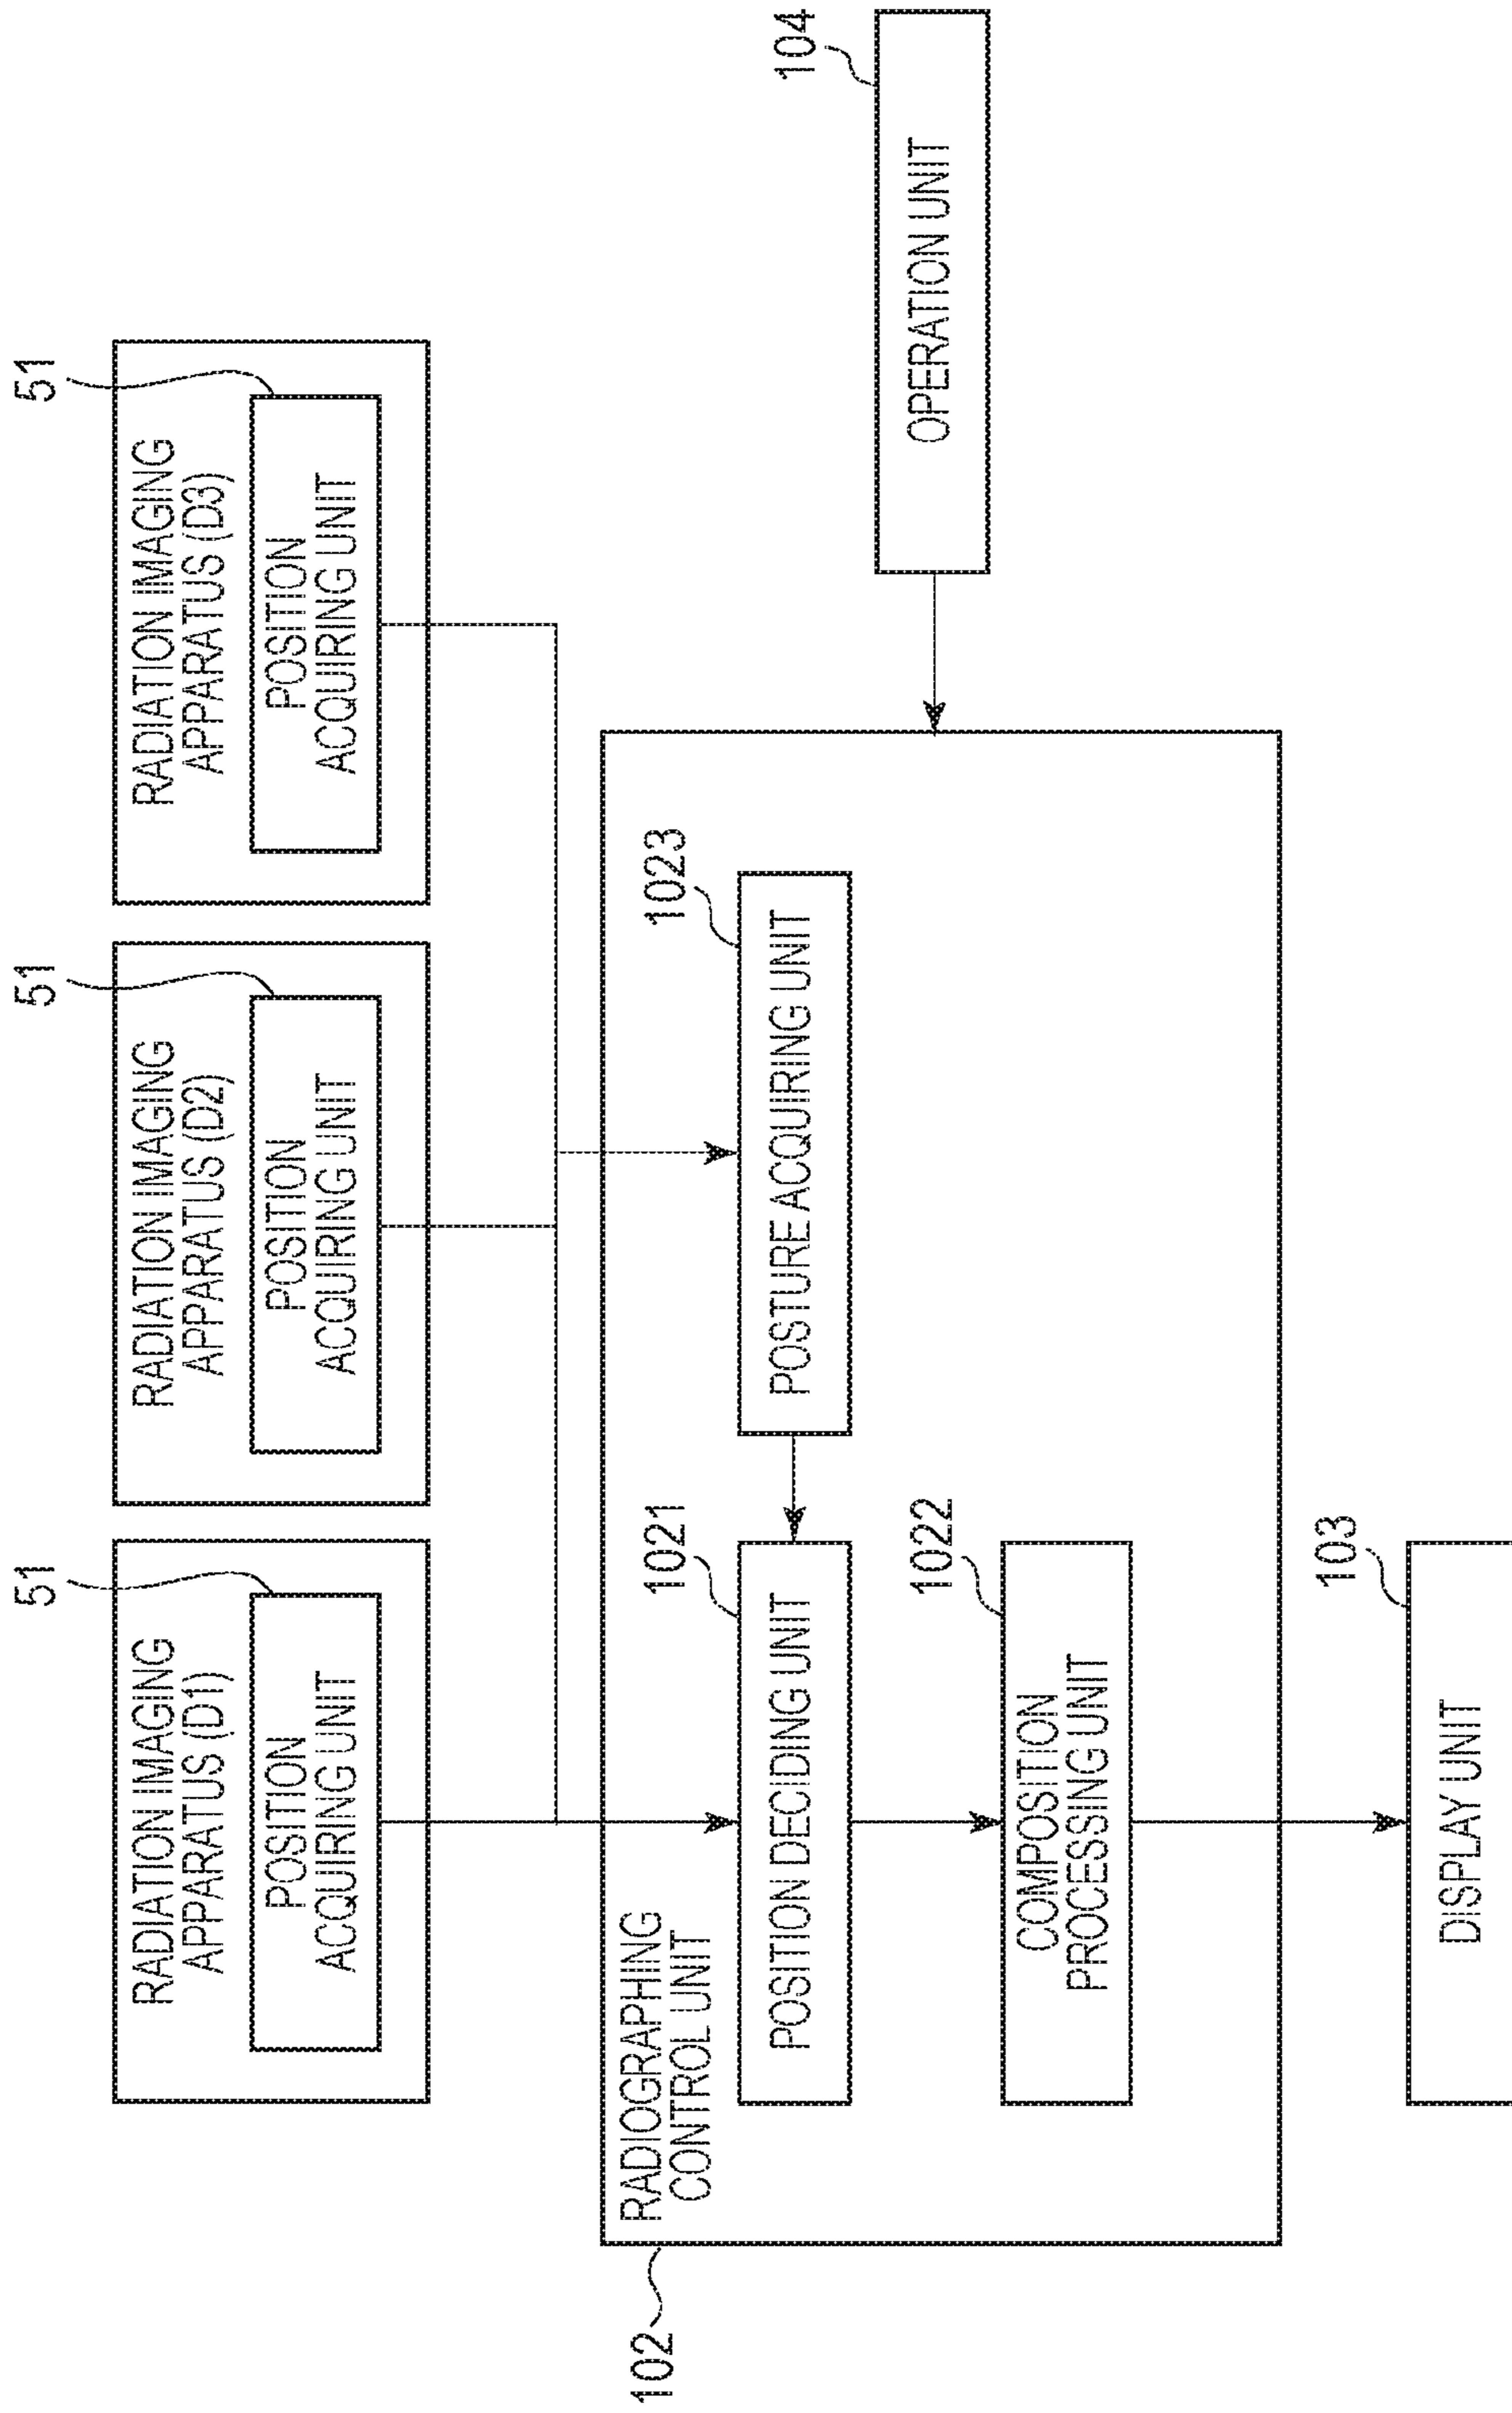 51
51
51
RADIATION IMAGING
APPARATUS (D1)
POSITION
ACQUIRING UNIT
RADIATION IMAGING
APPARATUS (D2)
POSITION
ACQUIRING UNIT
RADIATION IMAGING
APPARATUS (D3)
POSITION
ACQUIRING UNIT
102
RADIOGRAPHING
CONTROL UNIT
1021
1023
POSITION DECIDING UNIT
POSTURE ACQUIRING UNIT
104
OPERATION UNIT
1022
COMPOSITION
PROCESSING UNIT
103
DISPLAY UNIT